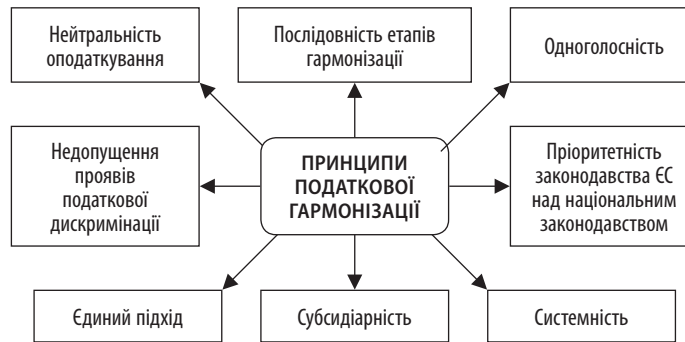 Нейтральність
оподаткування
Послідовність етапів
гармонізації
Одноголосність
Недопущення
проявів
податкової
дискримінації
ПРИНЦИПИ
ПОДАТКОВОЇ
ГАРМОНІЗАЦІЇ
Пріоритетність
законодавства ЄС
над національним
законодавством
Єдиний підхід
Субсидіарність
Системність